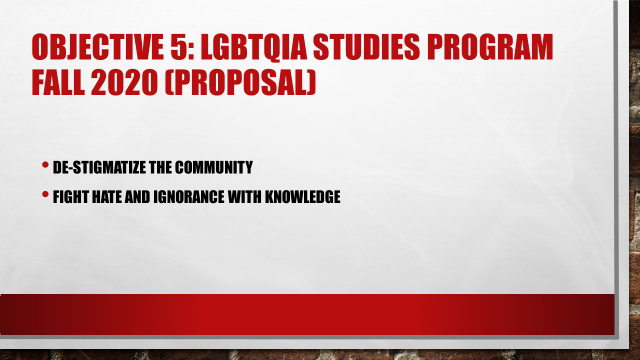 OBJECTIVE 5: LGBTQIA STUDIES PROGRAM
FALL 2020 (PROPOSAL)
• DE-STIGMATIZE THE COMMUNITY
• FIGHT HATE AND IGNORANCE WITH KNOWLEDGE